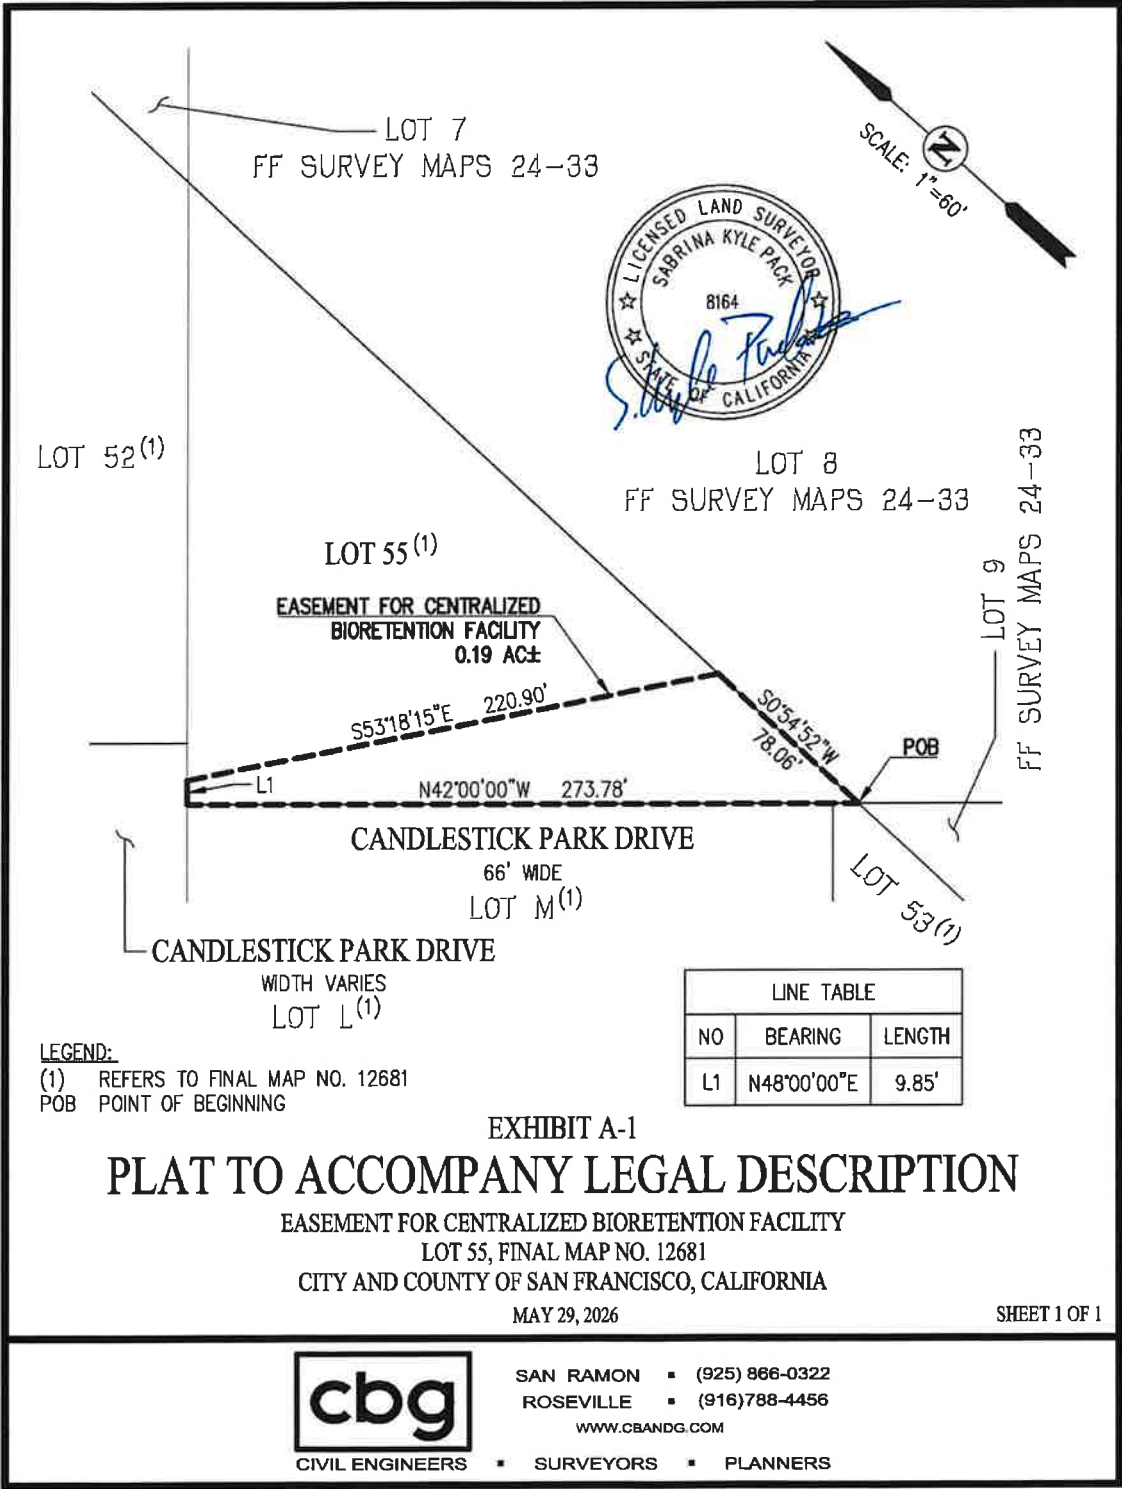 LOT 7
FF SURVEY MAPS 24-33
N
SCALE: 1"=60'
LICENSED LAND SURVEYOR
SABRINA KYLE PACK
8164
STATE OF CALIFORNIA
LOT 52(1)
LOT 8
FF SURVEY MAPS 24-33
LOT 9
FF SURVEY MAPS 24-33
LOT 55(1)
EASEMENT FOR CENTRALIZED
BIORETENTION FACILITY
0.19 AC±
S53°18'15"E 220.90'
S0°54'52"W
78.06'
POB
L1
N42°00'00"W 273.78'
CANDLESTICK PARK DRIVE
66' WIDE
LOT M(1)
LOT 53(1)
CANDLESTICK PARK DRIVE
WIDTH VARIES
LOT L(1)
LINE TABLE
NO BEARING LENGTH
L1 N48°00'00"E 9.85'
LEGEND:
(1) REFERS TO FINAL MAP NO. 12681
POB POINT OF BEGINNING
EXHIBIT A-1
PLAT TO ACCOMPANY LEGAL DESCRIPTION
EASEMENT FOR CENTRALIZED BIORETENTION FACILITY
LOT 55, FINAL MAP NO. 12681
CITY AND COUNTY OF SAN FRANCISCO, CALIFORNIA
MAY 29, 2026
SHEET 1 OF 1
cbg
SAN RAMON ▪ (925) 866-0322
ROSEVILLE ▪ (916)788-4456
WWW.CBANDG.COM
CIVIL ENGINEERS ▪ SURVEYORS ▪ PLANNERS